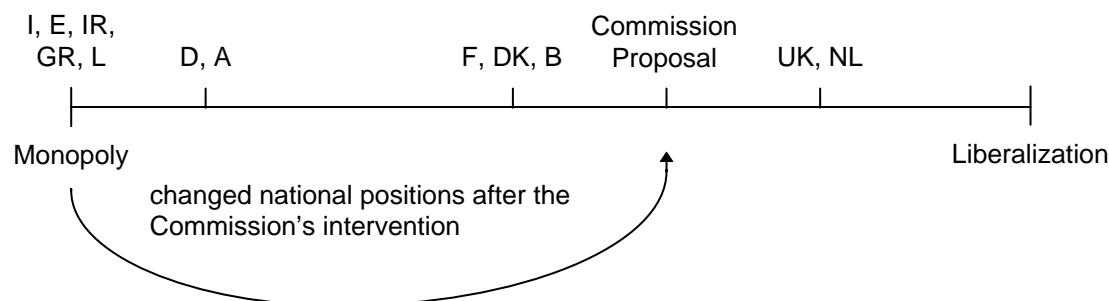 I, E, IR,
GR, L
D, A
F, DK, B
Commission
Proposal
UK, NL
Monopoly
Liberalization
changed national positions after the
Commission’s intervention